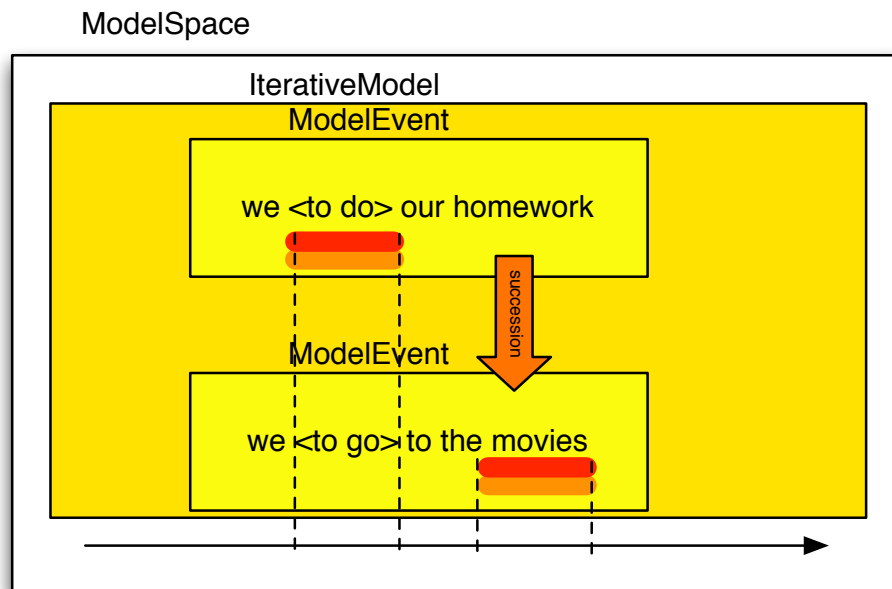 ModelSpace
IterativeModel
ModelEvent
we <to do> our homework
succession
ModelEvent
we <to go> to the movies